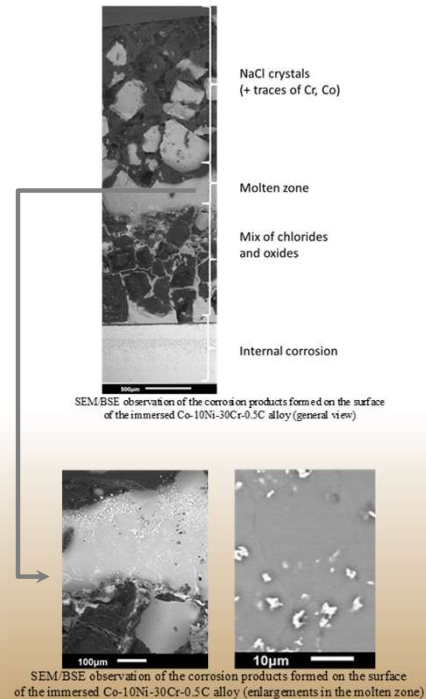 NaCl crystals
(+ traces of Cr, Co)
Molten zone
Mix of chlorides
and oxides
Internal corrosion
500µm
SEM/BSE observation of the corrosion products formed on the surface
of the immersed Co-10Ni-30Cr-0.5C alloy (general view)
100µm
10µm
SEM/BSE observation of the corrosion products formed on the surface
of the immersed Co-10Ni-30Cr-0.5C alloy (enlargements in the molten zone)